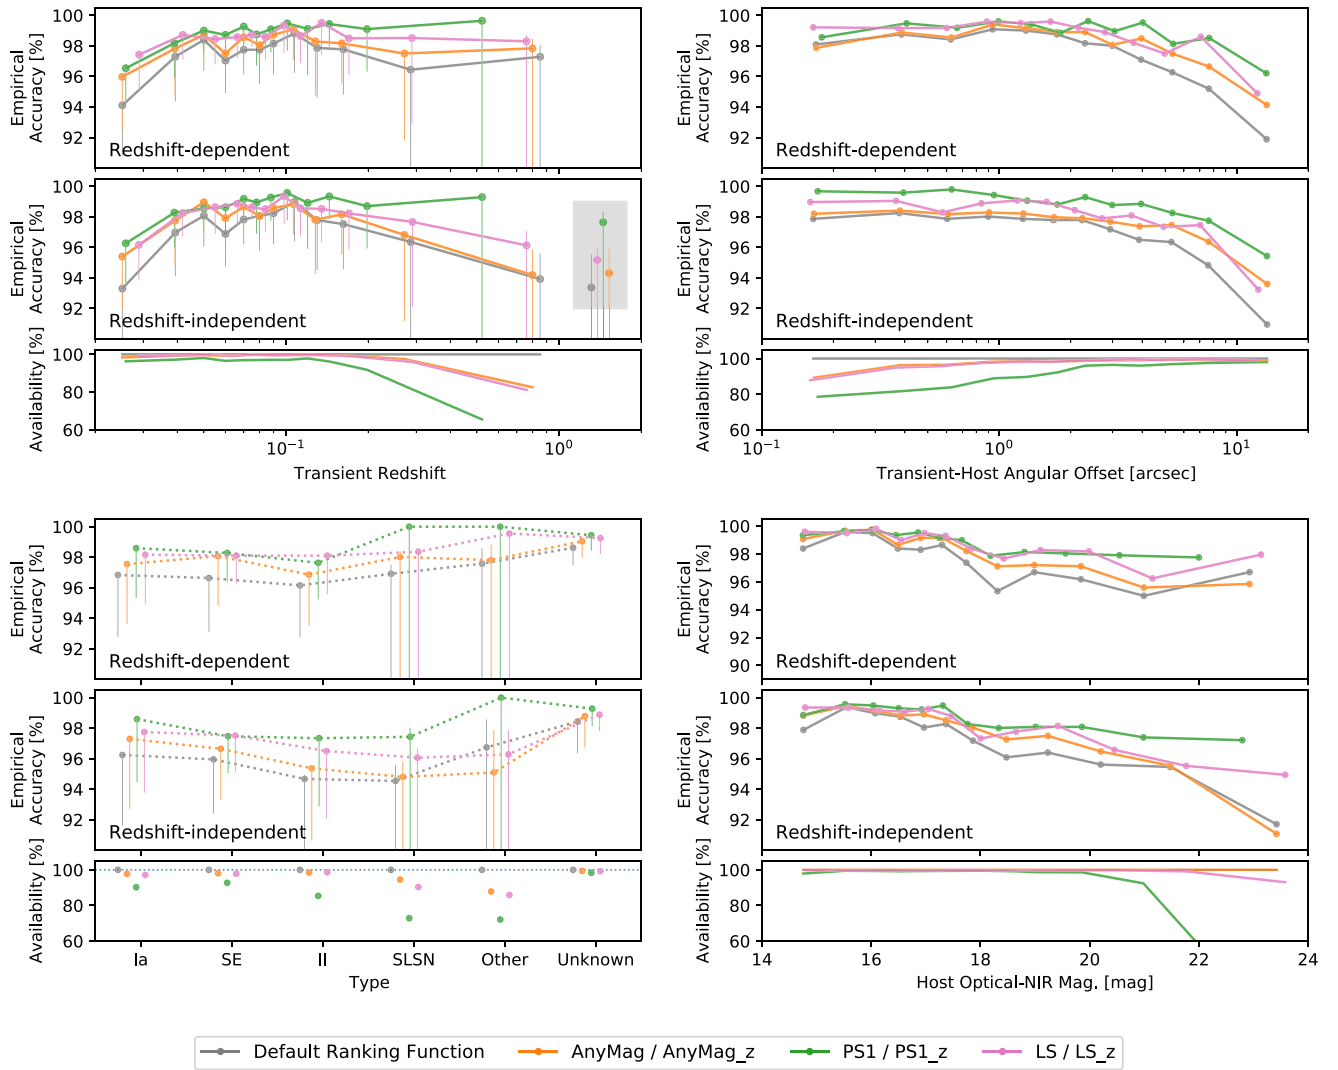 100
98
96
94
92
Empirical
Accuracy [%]
Redshift-dependent
100
98
96
94
92
Empirical
Accuracy [%]
Redshift-independent
100
80
60
Availability [%]
10⁻¹
10⁰
Transient Redshift
100
98
96
94
92
Empirical
Accuracy [%]
Redshift-dependent
100
98
96
94
92
Empirical
Accuracy [%]
Redshift-independent
100
80
60
Availability [%]
10⁻¹
10⁰
10¹
Transient-Host Angular Offset [arcsec]
100
98
96
94
92
Empirical
Accuracy [%]
Redshift-dependent
100
98
96
94
92
Empirical
Accuracy [%]
Redshift-independent
100
80
60
Availability [%]
Ia
SE
II
SLSN
Other
Unknown
Type
100
98
96
94
92
90
Empirical
Accuracy [%]
Redshift-dependent
100
98
96
94
92
Empirical
Accuracy [%]
Redshift-independent
100
80
60
Availability [%]
14
16
18
20
22
24
Host Optical-NIR Mag. [mag]
Default Ranking Function
AnyMag / AnyMag_z
PS1 / PS1_z
LS / LS_z